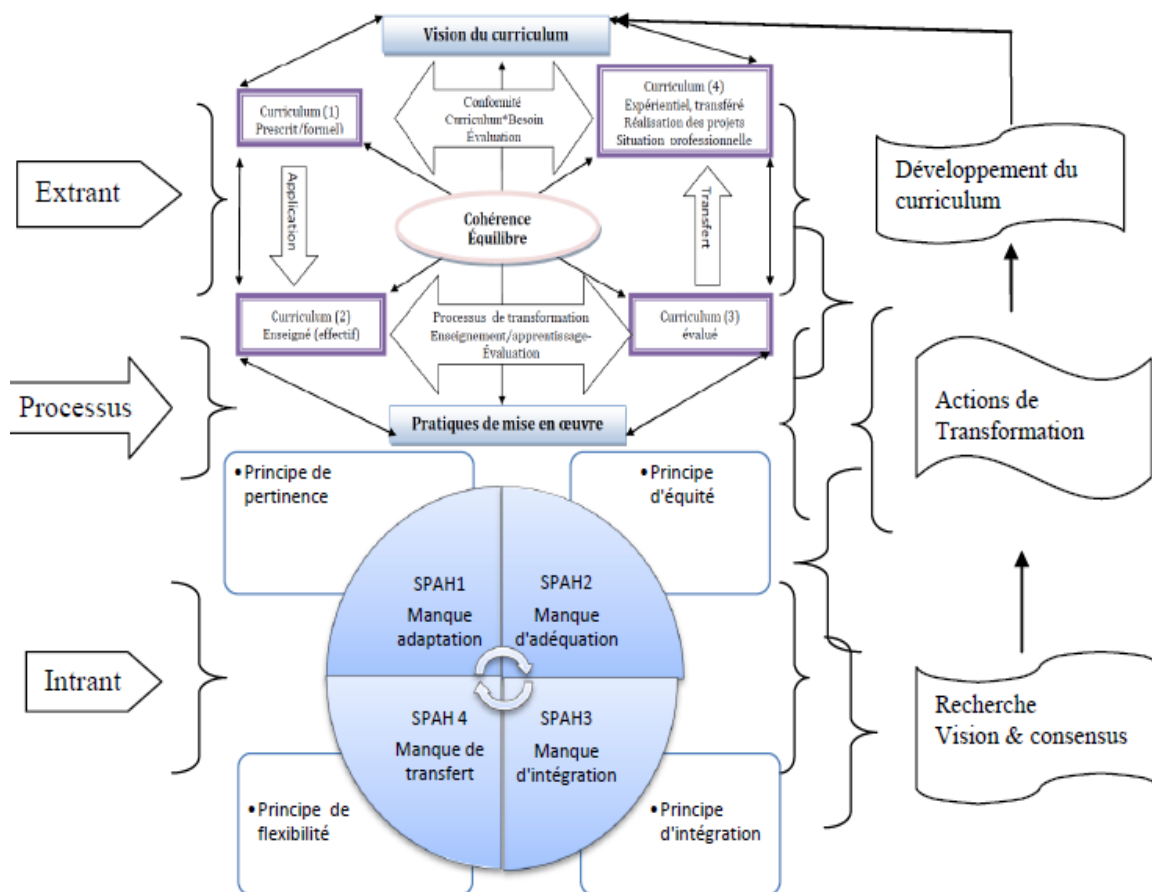 Vision du curriculum
Curriculum (1)
Prescrit/formel)
Conformité
Curriculum*Besoin
Évaluation
Curriculum (4)
Expérientiel, transféré
Réalisation des projets
Situation professionnelle
Extrant
Application
Cohérence
Équilibre
Transfert
Développement du
curriculum
Curriculum (2)
Enseigné (effectif)
Processus de transformation
Enseignement/apprentissage-
Évaluation
Curriculum (3)
évalué
Processus
Pratiques de mise en œuvre
Actions de
Transformation
•Principe de
pertinence
•Principe
d'équité
SPAH1
Manque
adaptation
SPAH2
Manque
d'adéquation
Intrant
SPAH 4
Manque de
transfert
SPAH3
Manque
d'intégration
Recherche
Vision & consensus
•Principe de
flexibilité
•Principe
d'intégration